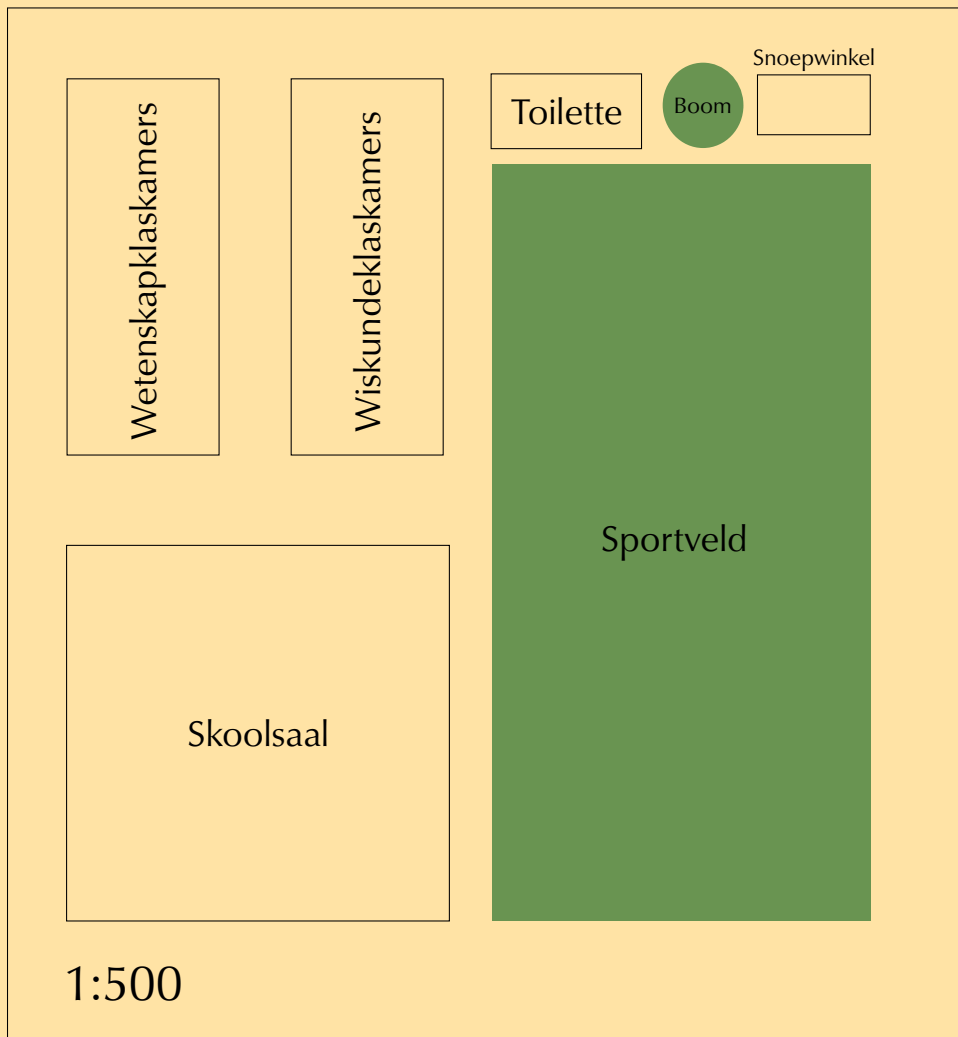 Snoepwinkel
Toilette
Boom
Wetenskapklaskamers
Wiskundeklaskamers
Sportveld
Skoolsaal
1:500